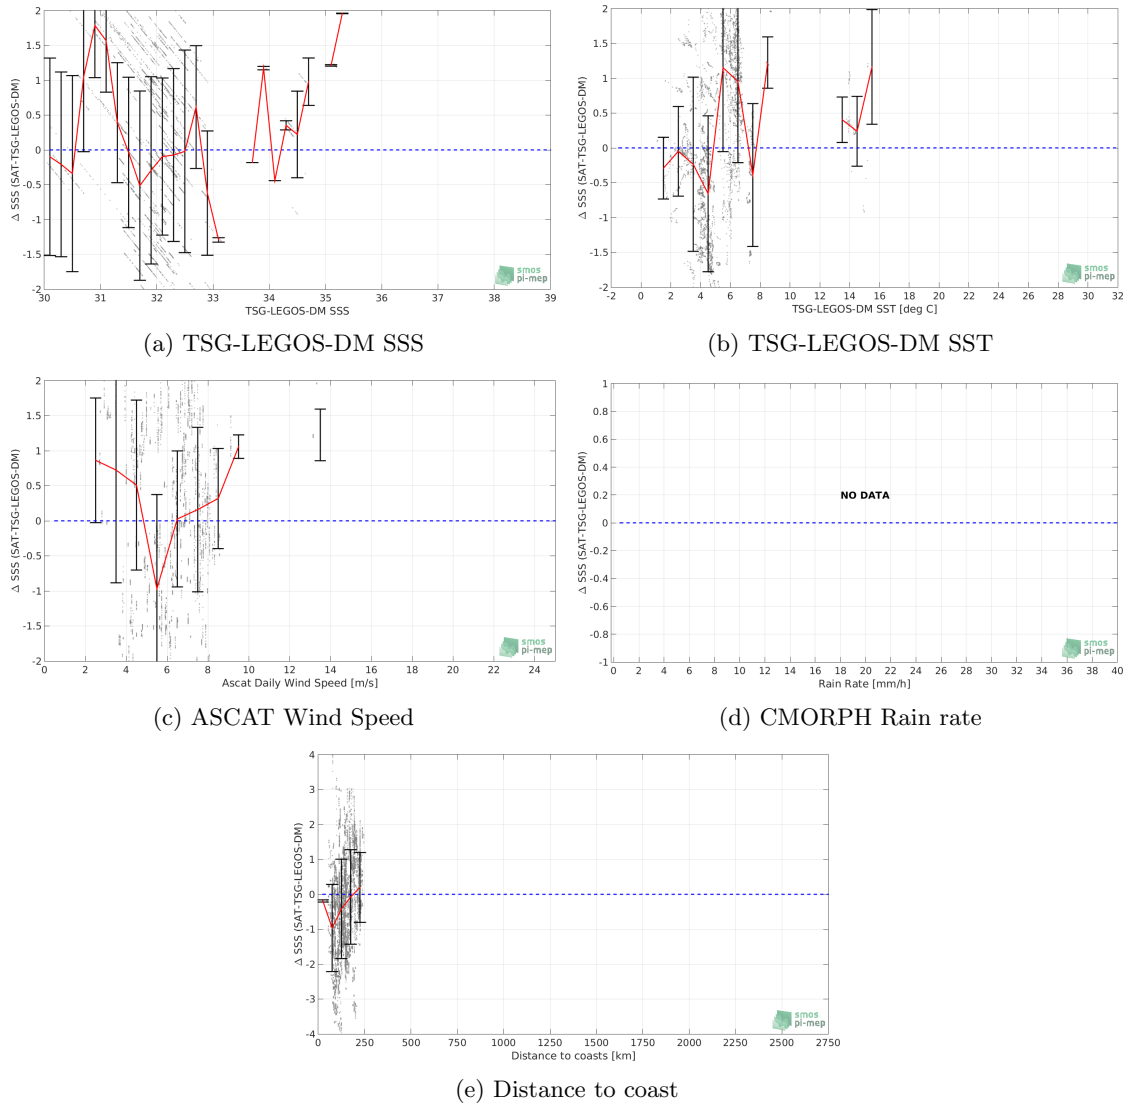 2
1.5
1
0.5
0
-0.5
-1
-1.5
-2
Δ SSS (SAT-TSG-LEGOS-DM)
30 31 32 33 34 35 36 37 38 39
TSG-LEGOS-DM SSS
smos
pi-mep
(a) TSG-LEGOS-DM SSS
2
1.5
1
0.5
0
-0.5
-1
-1.5
-2
Δ SSS (SAT-TSG-LEGOS-DM)
-2 0 2 4 6 8 10 12 14 16 18 20 22 24 26 28 30 32
TSG-LEGOS-DM SST [deg C]
smos
pi-mep
(b) TSG-LEGOS-DM SST
2
1.5
1
0.5
0
-0.5
-1
-1.5
-2
Δ SSS (SAT-TSG-LEGOS-DM)
0 2 4 6 8 10 12 14 16 18 20 22 24
Ascat Daily Wind Speed [m/s]
smos
pi-mep
(c) ASCAT Wind Speed
1
0.8
0.6
0.4
0.2
0
-0.2
-0.4
-0.6
-0.8
-1
Δ SSS (SAT-TSG-LEGOS-DM)
NO DATA
0 2 4 6 8 10 12 14 16 18 20 22 24 26 28 30 32 34 36 38 40
Rain Rate [mm/h]
smos
pi-mep
(d) CMORPH Rain rate
4
3
2
1
0
-1
-2
-3
-4
Δ SSS (SAT-TSG-LEGOS-DM)
0 250 500 750 1000 1250 1500 1750 2000 2250 2500 2750
Distance to coasts [km]
smos
pi-mep
(e) Distance to coast